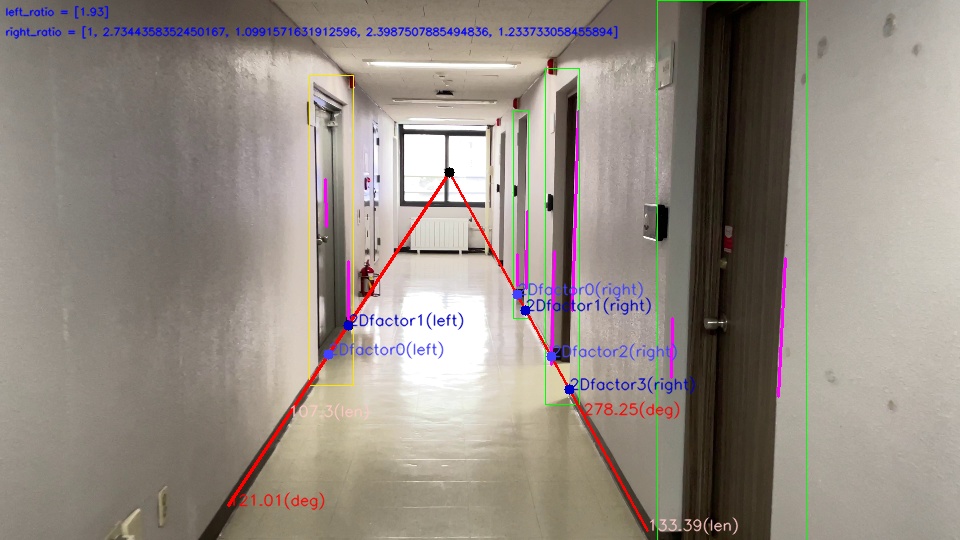 left_ratio = [1.93]
right_ratio = [1, 2.7344358352450167, 1.0991571631912596, 2.3987507885494836, 1.233733058455894]
2Dfactor0(right)
2Dfactor1(right)
2Dfactor1(left)
2Dfactor0(left)
2Dfactor2(right)
2Dfactor3(right)
107.3(len)
278.25(deg)
121.01(deg)
133.39(len)